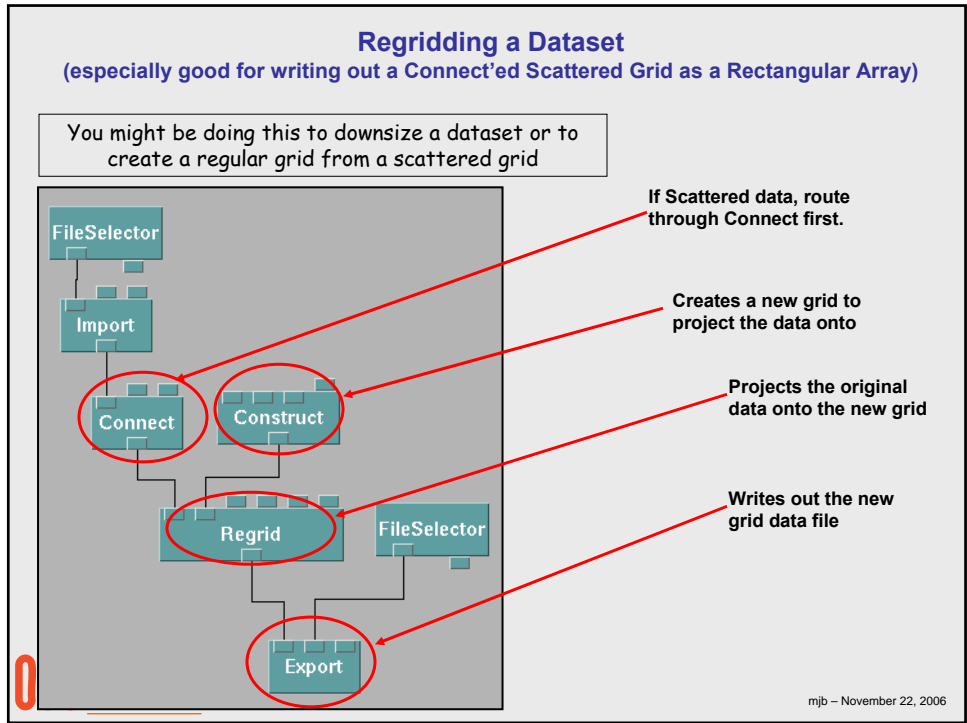 Regridding a Dataset
(especially good for writing out a Connect'ed Scattered Grid as a Rectangular Array)
You might be doing this to downsize a dataset or to
create a regular grid from a scattered grid
If Scattered data, route
through Connect first.
FileSelector
Import
Creates a new grid to
project the data onto
Connect
Construct
Projects the original
data onto the new grid
Regrid
FileSelector
Writes out the new
grid data file
Export
mjb – November 22, 2006